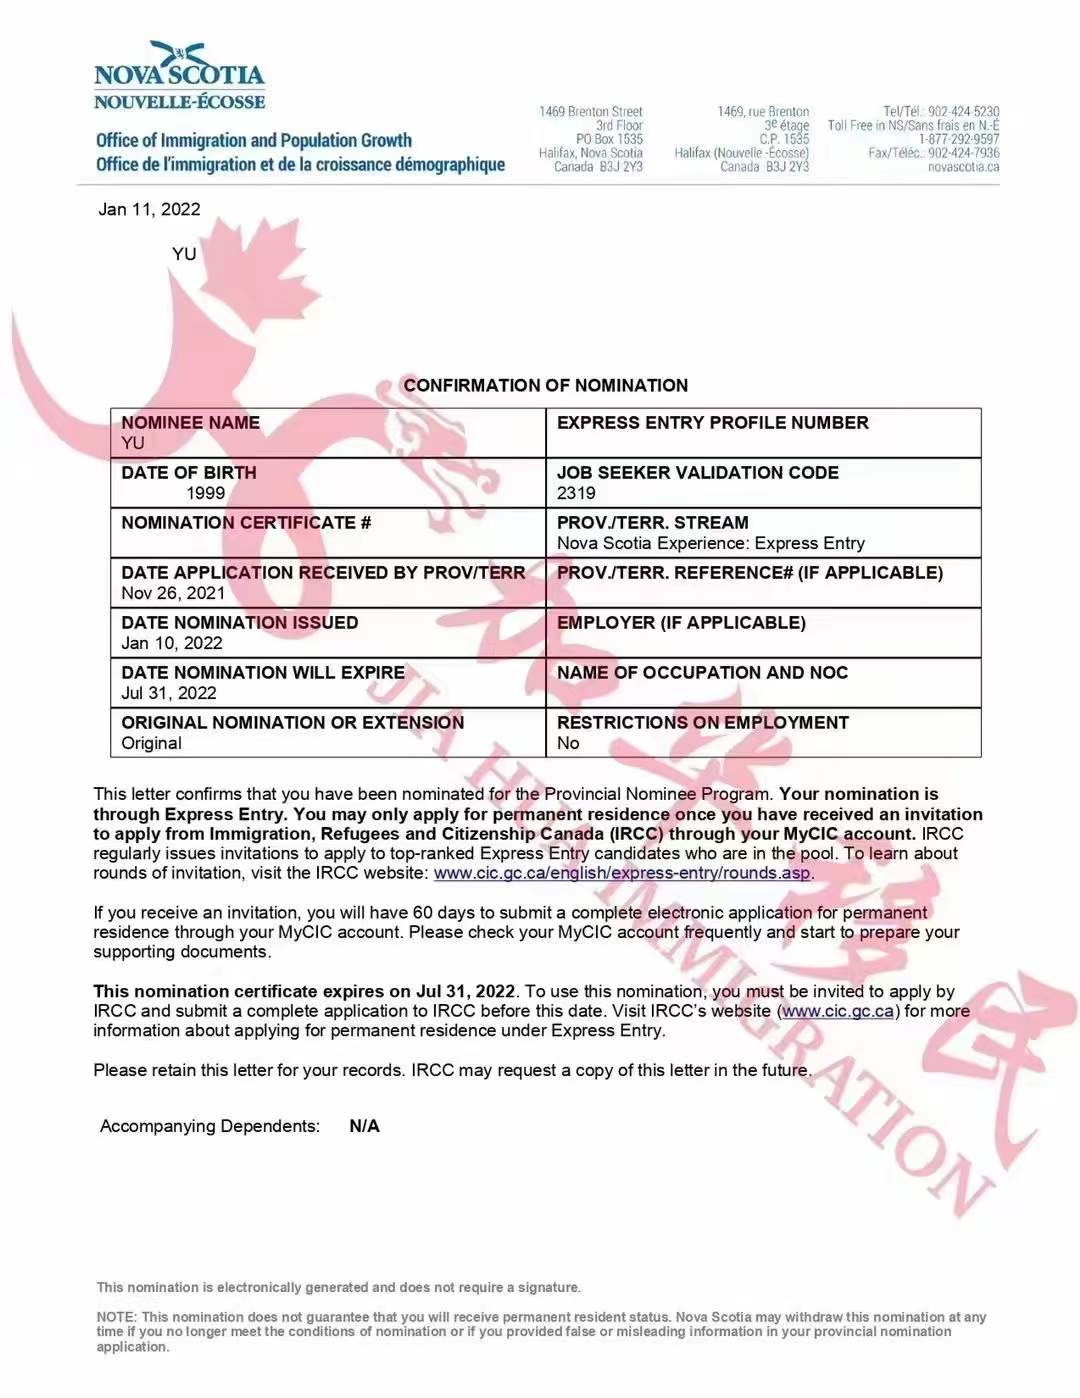 NOVA SCOTIA
NOUVELLE-ÉCOSSE
Office of Immigration and Population Growth
Office de l'immigration et de la croissance démographique
1469 Brenton Street
3rd Floor
PO Box 1535
Halifax, Nova Scotia
Canada B3J 2Y3
1469, rue Brenton
3e étage
C.P. 1535
Halifax (Nouvelle -Écosse)
Canada B3J 2Y3
Tel/Tél.: 902-424-5230
Toll Free in NS/Sans frais en N.-É
1-877-292-9597
Fax/Téléc.: 902-424-7936
novascotia.ca
Jan 11, 2022
YU
CONFIRMATION OF NOMINATION
NOMINEE NAME
YU
EXPRESS ENTRY PROFILE NUMBER
DATE OF BIRTH
1999
JOB SEEKER VALIDATION CODE
2319
NOMINATION CERTIFICATE #
PROV./TERR. STREAM
Nova Scotia Experience: Express Entry
DATE APPLICATION RECEIVED BY PROV/TERR
Nov 26, 2021
PROV./TERR. REFERENCE# (IF APPLICABLE)
DATE NOMINATION ISSUED
Jan 10, 2022
EMPLOYER (IF APPLICABLE)
DATE NOMINATION WILL EXPIRE
Jul 31, 2022
NAME OF OCCUPATION AND NOC
ORIGINAL NOMINATION OR EXTENSION
Original
RESTRICTIONS ON EMPLOYMENT
No
This letter confirms that you have been nominated for the Provincial Nominee Program. Your nomination is
through Express Entry. You may only apply for permanent residence once you have received an invitation
to apply from Immigration, Refugees and Citizenship Canada (IRCC) through your MyCIC account. IRCC
regularly issues invitations to apply to top-ranked Express Entry candidates who are in the pool. To learn about
rounds of invitation, visit the IRCC website: www.cic.gc.ca/english/express-entry/rounds.asp.
If you receive an invitation, you will have 60 days to submit a complete electronic application for permanent
residence through your MyCIC account. Please check your MyCIC account frequently and start to prepare your
supporting documents.
This nomination certificate expires on Jul 31, 2022. To use this nomination, you must be invited to apply by
IRCC and submit a complete application to IRCC before this date. Visit IRCC's website (www.cic.gc.ca) for more
information about applying for permanent residence under Express Entry.
Please retain this letter for your records. IRCC may request a copy of this letter in the future.
Accompanying Dependents: N/A
This nomination is electronically generated and does not require a signature.
NOTE: This nomination does not guarantee that you will receive permanent resident status. Nova Scotia may withdraw this nomination at any
time if you no longer meet the conditions of nomination or if you provided false or misleading information in your provincial nomination
application.
加华移民
JIA HUA IMMIGRATION